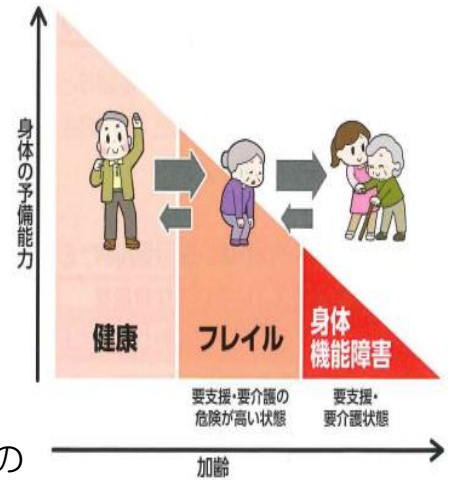 身体の予備能力
健康
フレイル
身体
機能障害
要支援・要介護の
危険が高い状態
要支援・
要介護状態
の
加齢